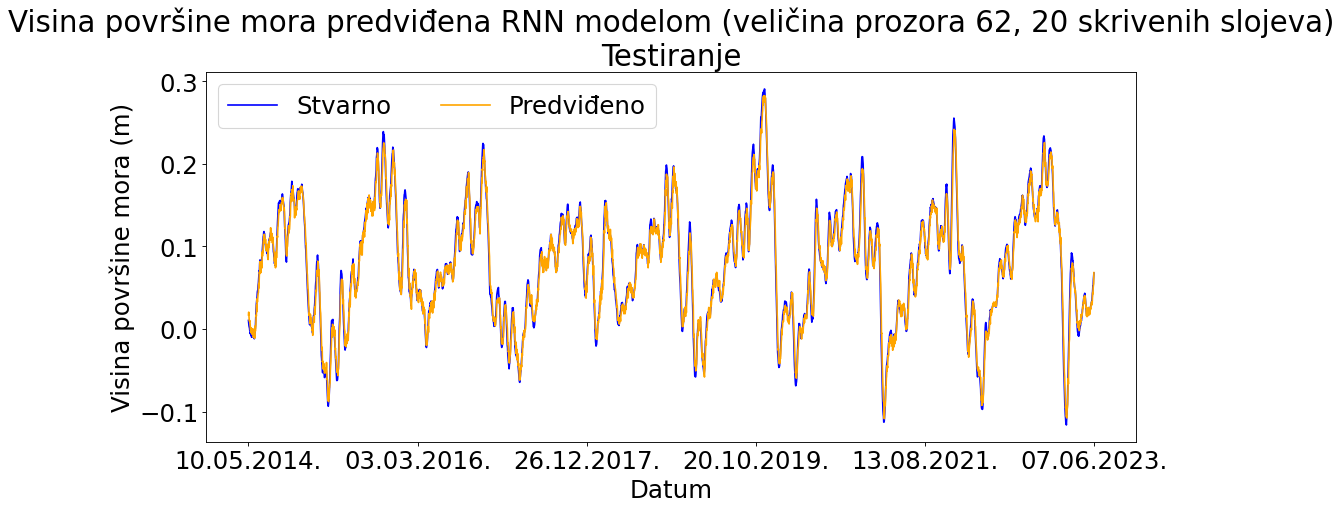 Visina površine mora predviđena RNN modelom (veličina prozora 62, 20 skrivenih slojeva)
Testiranje
Stvarno
Predviđeno
Visina površine mora (m)
0.3
0.2
0.1
0.0
−0.1
10.05.2014.
03.03.2016.
26.12.2017.
20.10.2019.
13.08.2021.
07.06.2023.
Datum